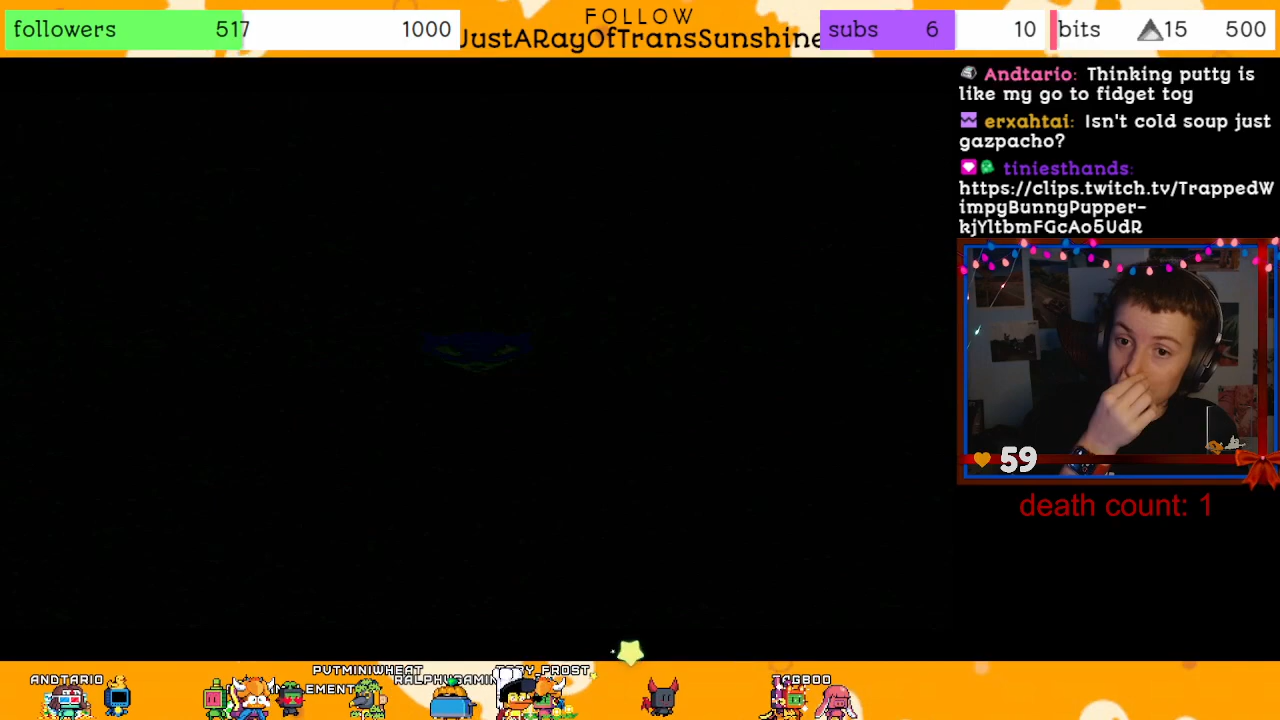 followers 517 1000
FOLLOW
JustARayOfTransSunshine
subs 6 10
bits 15 500
Andtario: Thinking putty is
like my go to fidget toy
erxahtai: Isn't cold soup just
gazpacho?
tiniesthands:
https://clips.twitch.tv/TrappedW
impyBunnyPupper-
kjYltbmFGcAo5UdR
59
death count: 1
PUTMINIWHEAT
ANDTARIO